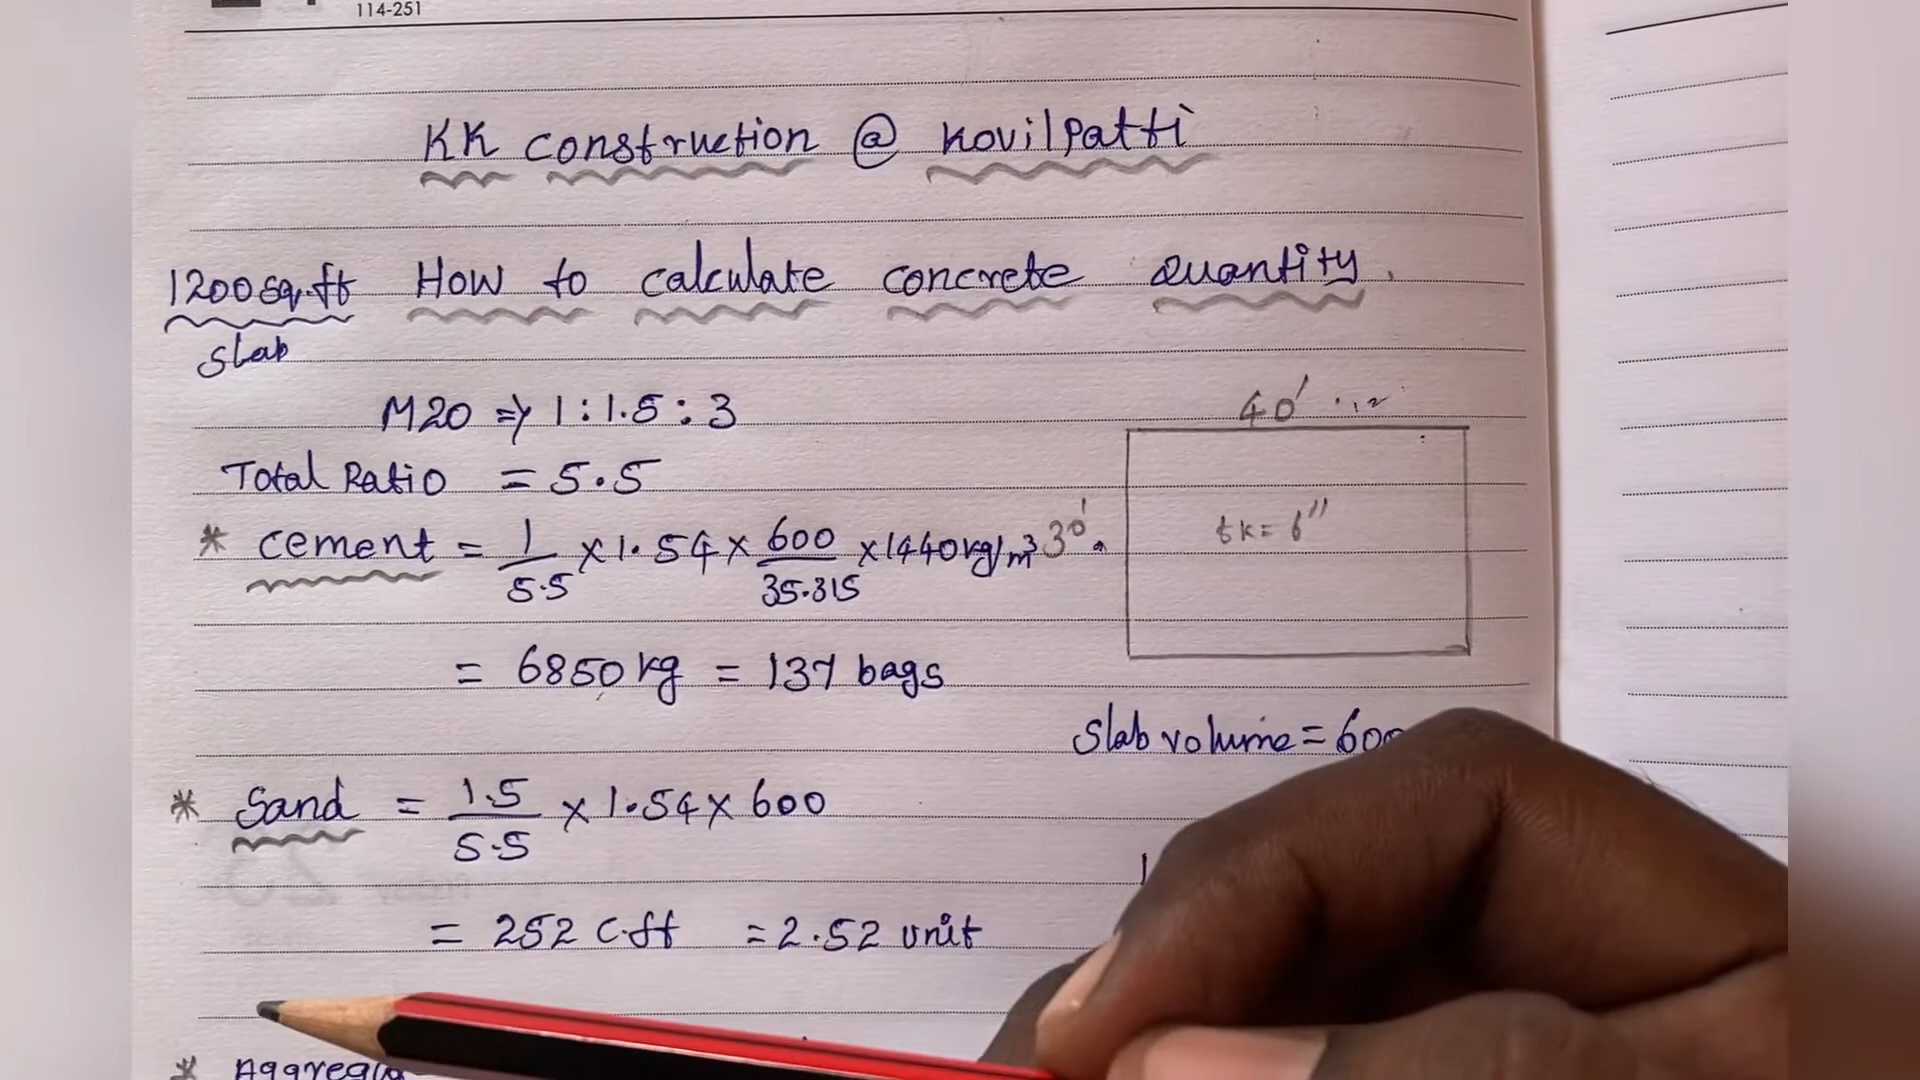 114-251
KK construction @ Kovilpatti
1200 sq.ft How to calculate concrete Quantity.
slab
M20 => 1:1.5:3
40'
Total Ratio = 5.5
tk = 6"
* cement = 1/5.5 x 1.54 x 600/35.315 x 1440 kg/m³
30'
= 6850 kg = 137 bags
Slab volume = 600
* Sand = 1.5/5.5 x 1.54 x 600
= 252 C.ft = 2.52 unit
*